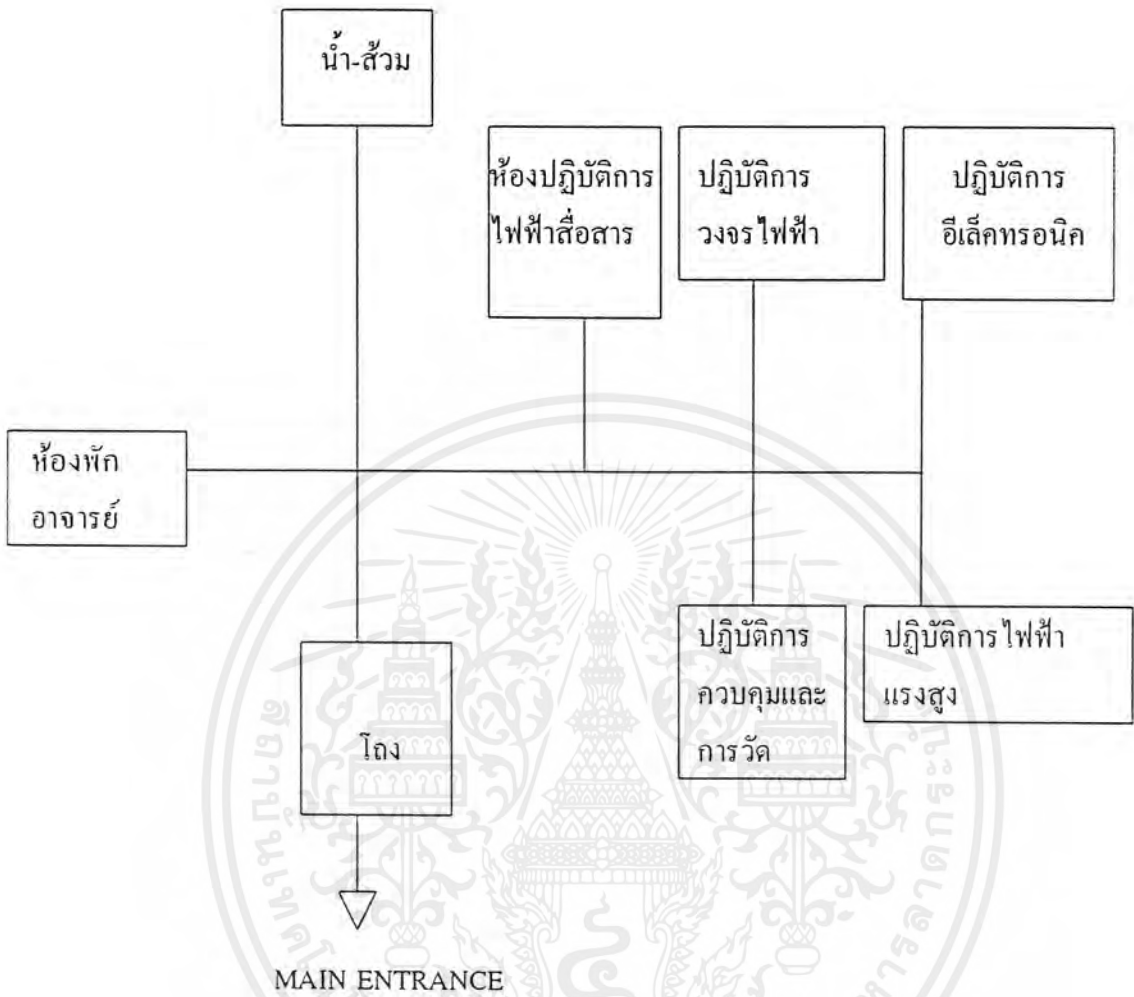 น้ำ-ส้วม
ห้องปฏิบัติการ
ไฟฟ้าสื่อสาร
ปฏิบัติการ
วงจรไฟฟ้า
ปฏิบัติการ
อีเล็คทรอนิค
ห้องพัก
อาจารย์
โถง
ปฏิบัติการ
ควบคุมและ
การวัด
ปฏิบัติการไฟฟ้า
แรงสูง
MAIN ENTRANCE